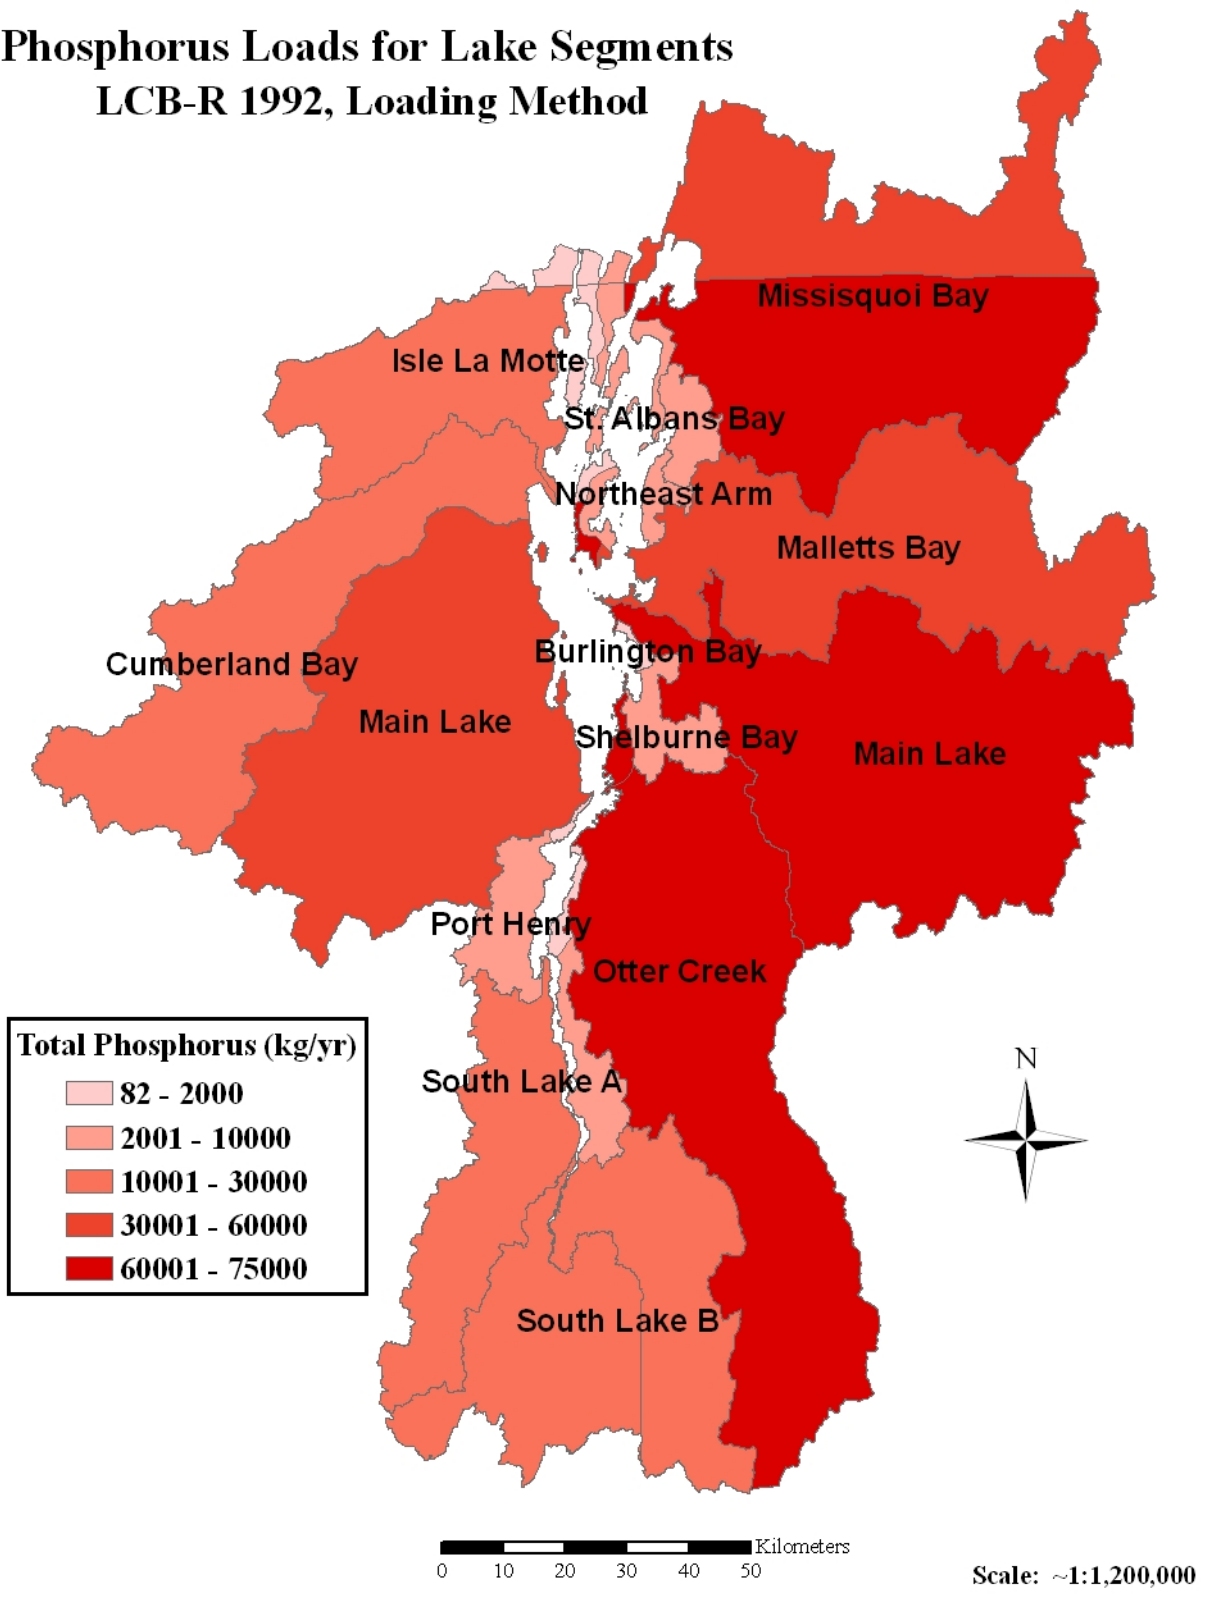 Phosphorus Loads for Lake Segments
LCB-R 1992, Loading Method
Missisquoi Bay
Isle La Motte
St. Albans Bay
Northeast Arm
Malletts Bay
Burlington Bay
Cumberland Bay
Main Lake
Shelburne Bay
Main Lake
Port Henry
Otter Creek
South Lake A
South Lake B
Total Phosphorus (kg/yr)
82 - 2000
2001 - 10000
10001 - 30000
30001 - 60000
60001 - 75000
N
Kilometers
0 10 20 30 40 50
Scale: ~1:1,200,000